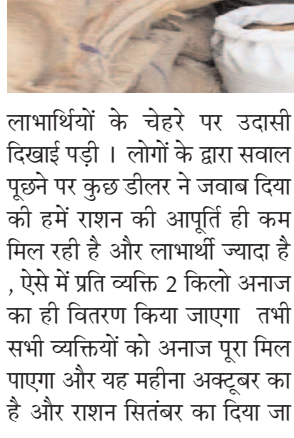 लाभार्थियों के चेहरे पर उदासी
दिखाई पड़ी । लोगों के द्वारा सवाल
पूछने पर कुछ डीलर ने जवाब दिया
की हमें राशन की आपूर्ति ही कम
मिल रही है और लाभार्थी ज्यादा है
, ऐसे में प्रति व्यक्ति 2 किलो अनाज
का ही वितरण किया जाएगा तभी
सभी व्यक्तियों को अनाज पूरा मिल
पाएगा और यह महीना अक्टूबर का
है और राशन सितंबर का दिया जा